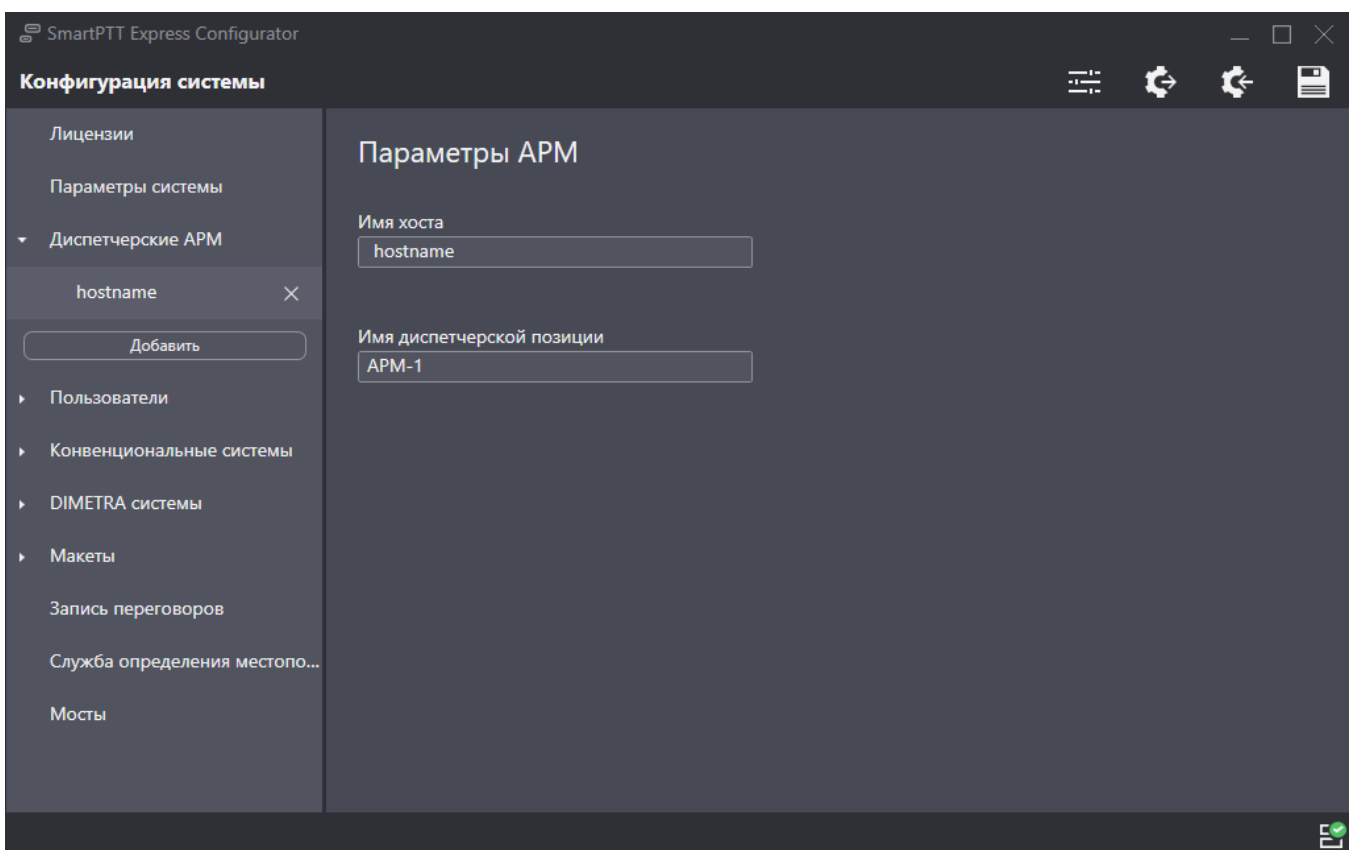 SmartPTT Express Configurator
Конфигурация системы
Лицензии
Параметры системы
Диспетчерские АРМ
hostname
Добавить
Пользователи
Конвенциональные системы
DIMETRA системы
Макеты
Запись переговоров
Служба определения местопо...
Мосты
Параметры АРМ
Имя хоста
hostname
Имя диспетчерской позиции
АРМ-1